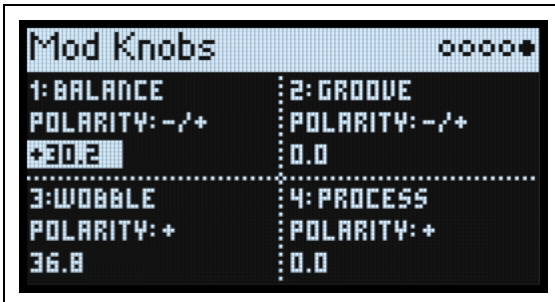 Mod Knobs
1: BALANCE
POLARITY: -/+
+30.2
2: GROOVE
POLARITY: -/+
0.0
3:WOBBLE
POLARITY: +
36.8
4: PROCESS
POLARITY: +
0.0